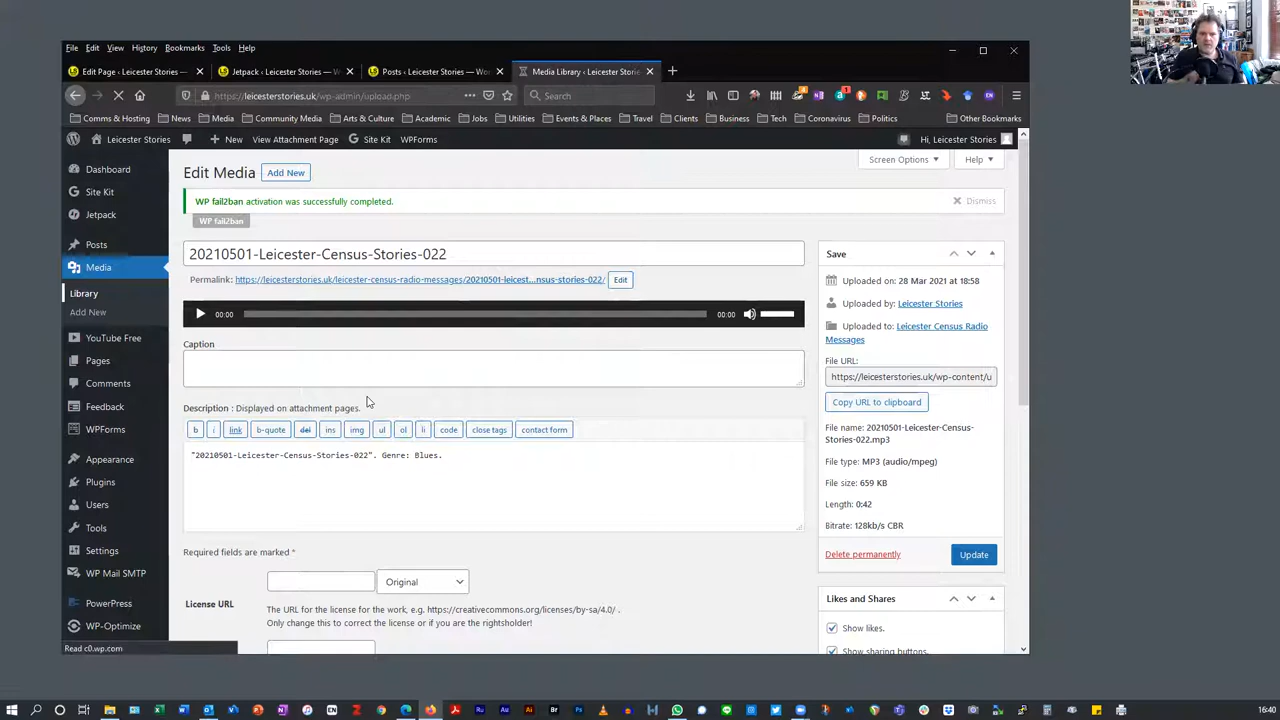 File Edit View History Bookmarks Tools Help
Edit Page ‹ Leicester Stories — Jetpack ‹ Leicester Stories — W Posts ‹ Leicester Stories — Wo Media Library ‹ Leicester Storie
https://leicesterstories.uk/wp-admin/upload.php Search
Comms & Hosting News Media Community Media Arts & Culture Academic Jobs Utilities Events & Places Travel Clients Business Tech Coronavirus Politics Other Bookmarks
Leicester Stories New View Attachment Page Site Kit WPForms Hi, Leicester Stories
Screen Options Help
Edit Media Add New
WP fail2ban activation was successfully completed. Dismiss
WP fail2ban
Dashboard
Site Kit
Jetpack
Posts
Media
Library
Add New
YouTube Free
Pages
Comments
Feedback
WPForms
Appearance
Plugins
Users
Tools
Settings
WP Mail SMTP
PowerPress
WP-Optimize
20210501-Leicester-Census-Stories-022
Permalink: https://leicesterstories.uk/leicester-census-radio-messages/20210501-leicest...nsus-stories-022/ Edit
00:00 00:00
Caption
Description : Displayed on attachment pages.
b i link b-quote del ins img ul ol li code close tags contact form
"20210501-Leicester-Census-Stories-022". Genre: Blues.
Required fields are marked *
Original
License URL
The URL for the license for the work, e.g. https://creativecommons.org/licenses/by-sa/4.0/ .
Only change this to correct the license or if you are the rightsholder!
Save
Uploaded on: 28 Mar 2021 at 18:58
Uploaded by: Leicester Stories
Uploaded to: Leicester Census Radio
Messages
File URL:
https://leicesterstories.uk/wp-content/u
Copy URL to clipboard
File name: 20210501-Leicester-Census-
Stories-022.mp3
File type: MP3 (audio/mpeg)
File size: 659 KB
Length: 0:42
Bitrate: 128kb/s CBR
Delete permanently Update
Likes and Shares
Show likes.
Show sharing buttons.
Read c0.wp.com
16:40